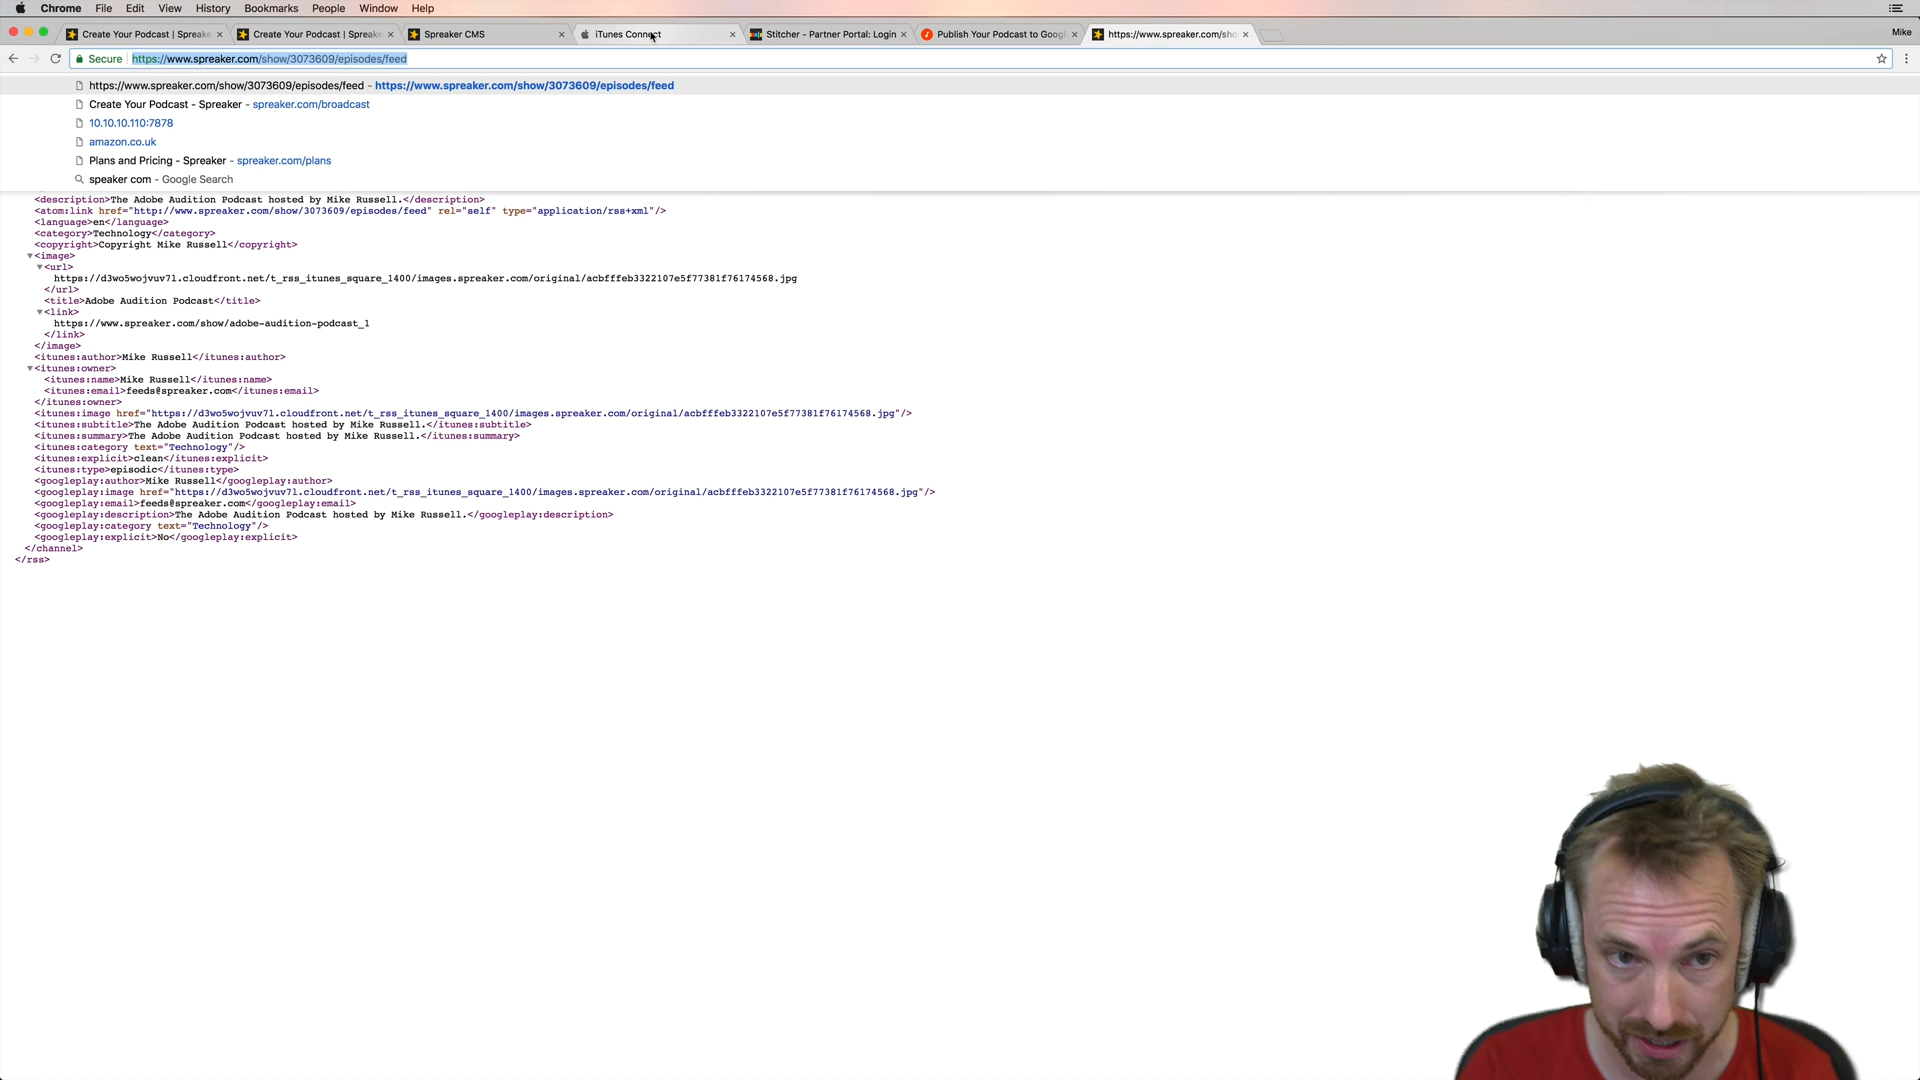 Chrome File Edit View History Bookmarks People Window Help
Create Your Podcast | Spreake Create Your Podcast | Spreake Spreaker CMS iTunes Connect Stitcher - Partner Portal: Login Publish Your Podcast to Googl https://www.spreaker.com/sho Mike
Secure https://www.spreaker.com/show/3073609/episodes/feed
https://www.spreaker.com/show/3073609/episodes/feed - https://www.spreaker.com/show/3073609/episodes/feed
Create Your Podcast - Spreaker - spreaker.com/broadcast
10.10.10.110:7878
amazon.co.uk
Plans and Pricing - Spreaker - spreaker.com/plans
speaker com - Google Search
<description>The Adobe Audition Podcast hosted by Mike Russell.</description>
<atom:link href="http://www.spreaker.com/show/3073609/episodes/feed" rel="self" type="application/rss+xml"/>
<language>en</language>
<category>Technology</category>
<copyright>Copyright Mike Russell</copyright>
▼<image>
▼<url>
https://d3wo5wojvuv7l.cloudfront.net/t_rss_itunes_square_1400/images.spreaker.com/original/acbfffeb3322107e5f77381f76174568.jpg
</url>
<title>Adobe Audition Podcast</title>
▼<link>
https://www.spreaker.com/show/adobe-audition-podcast_1
</link>
</image>
<itunes:author>Mike Russell</itunes:author>
▼<itunes:owner>
<itunes:name>Mike Russell</itunes:name>
<itunes:email>feeds@spreaker.com</itunes:email>
</itunes:owner>
<itunes:image href="https://d3wo5wojvuv7l.cloudfront.net/t_rss_itunes_square_1400/images.spreaker.com/original/acbfffeb3322107e5f77381f76174568.jpg"/>
<itunes:subtitle>The Adobe Audition Podcast hosted by Mike Russell.</itunes:subtitle>
<itunes:summary>The Adobe Audition Podcast hosted by Mike Russell.</itunes:summary>
<itunes:category text="Technology"/>
<itunes:explicit>clean</itunes:explicit>
<itunes:type>episodic</itunes:type>
<googleplay:author>Mike Russell</googleplay:author>
<googleplay:image href="https://d3wo5wojvuv7l.cloudfront.net/t_rss_itunes_square_1400/images.spreaker.com/original/acbfffeb3322107e5f77381f76174568.jpg"/>
<googleplay:email>feeds@spreaker.com</googleplay:email>
<googleplay:description>The Adobe Audition Podcast hosted by Mike Russell.</googleplay:description>
<googleplay:category text="Technology"/>
<googleplay:explicit>No</googleplay:explicit>
</channel>
</rss>